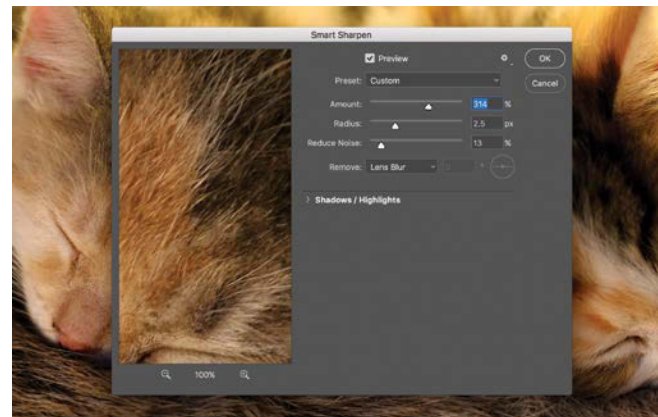 Smart Sharpen
Preview
OK
Preset: Custom
Cancel
Amount: 314 %
Radius: 2.5 px
Reduce Noise: 13 %
Remove: Lens Blur °
> Shadows / Highlights
100%